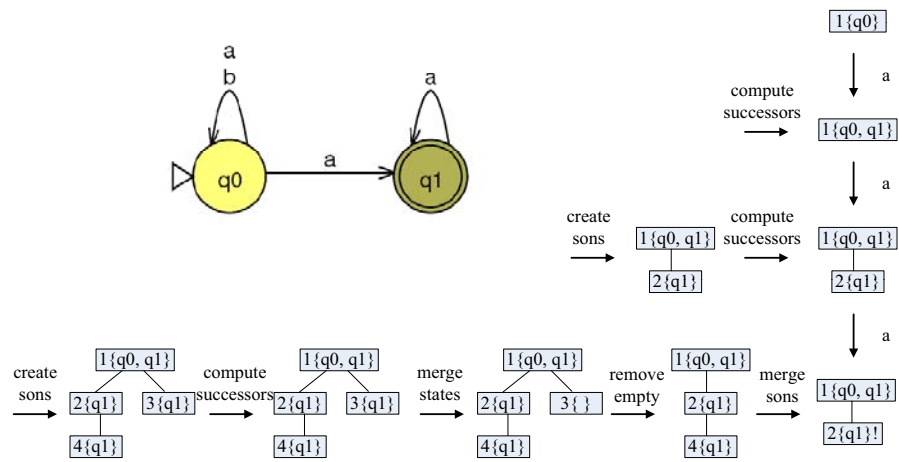 1{q0}
a
a
b
a
compute
successors
1{q0, q1}
a
q0
q1
a
create
sons
1{q0, q1}
2{q1}
compute
successors
1{q0, q1}
2{q1}
a
create
sons
1{q0, q1}
2{q1}
3{q1}
4{q1}
compute
successors
1{q0, q1}
2{q1}
3{q1}
4{q1}
merge
states
1{q0, q1}
2{q1}
3{ }
4{q1}
remove
empty
1{q0, q1}
2{q1}
4{q1}
merge
sons
1{q0, q1}
2{q1}!